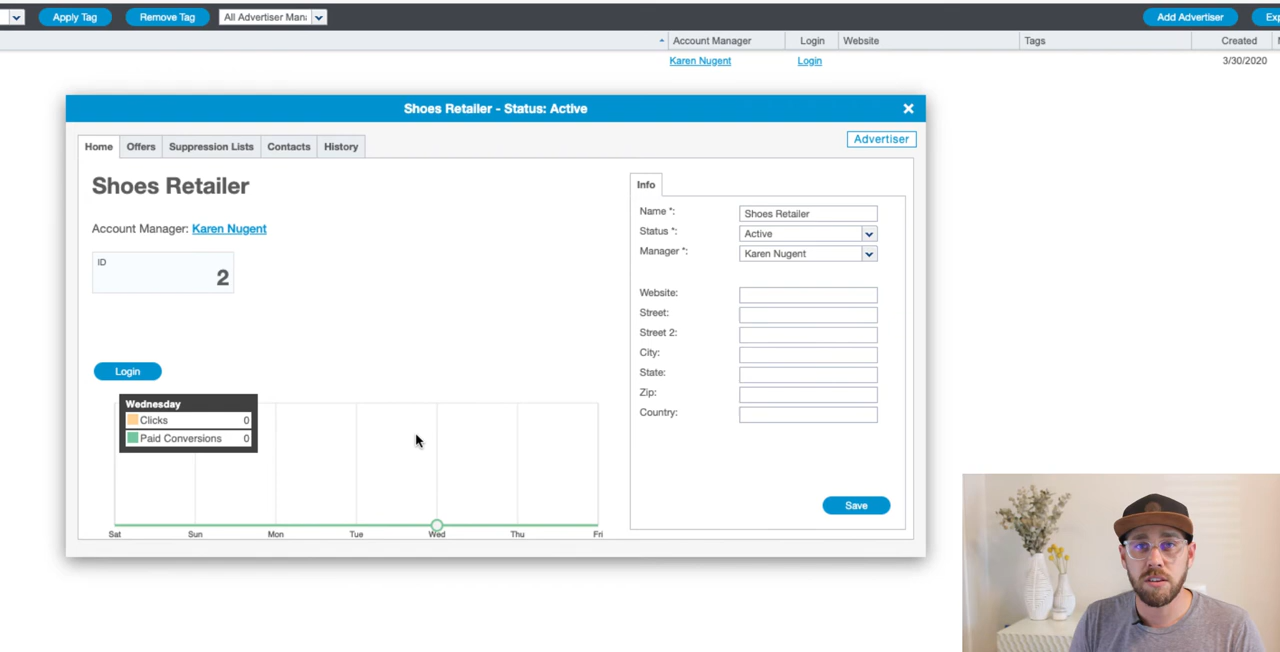 Apply Tag Remove Tag All Advertiser Man Add Advertiser
Account Manager Login Website Tags Created
Karen Nugent Login 3/30/2020
Shoes Retailer - Status: Active
Advertiser
Home Offers Suppression Lists Contacts History
Shoes Retailer
Account Manager: Karen Nugent
ID
2
Login
Wednesday
Clicks 0
Paid Conversions 0
Sat Sun Mon Tue Wed Thu Fri
Info
Name *: Shoes Retailer
Status *: Active
Manager *: Karen Nugent
Website:
Street:
Street 2:
City:
State:
Zip:
Country:
Save